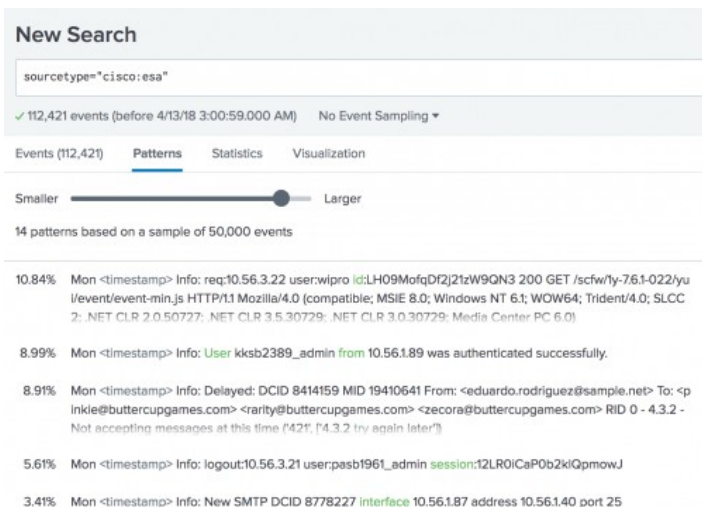 New Search
sourcetype="cisco:esa"
✓ 112,421 events (before 4/13/18 3:00:59.000 AM) No Event Sampling ▾
Events (112,421) Patterns Statistics Visualization
Smaller Larger
14 patterns based on a sample of 50,000 events
10.84% Mon <timestamp> Info: req:10.56.3.22 user:wipro id:LH09MofqDf2j21zW9QN3 200 GET /scfw/1y-7.6.1-022/yu
i/event/event-min.js HTTP/1.1 Mozilla/4.0 (compatible; MSIE 8.0; Windows NT 6.1; WOW64; Trident/4.0; SLCC
2; .NET CLR 2.0.50727; .NET CLR 3.5.30729; .NET CLR 3.0.30729; Media Center PC 6.0)
8.99% Mon <timestamp> Info: User kksb2389_admin from 10.56.1.89 was authenticated successfully.
8.91% Mon <timestamp> Info: Delayed: DCID 8414159 MID 19410641 From: <eduardo.rodriguez@sample.net> To: <p
inkie@buttercupgames.com> <rarity@buttercupgames.com> <zecora@buttercupgames.com> RID 0 - 4.3.2 -
Not accepting messages at this time ('421', ['4.3.2 try again later'])
5.61% Mon <timestamp> Info: logout:10.56.3.21 user:pasb1961_admin session:12LR0iCaP0b2klQpmowJ
3.41% Mon <timestamp> Info: New SMTP DCID 8778227 interface 10.56.1.87 address 10.56.1.40 port 25